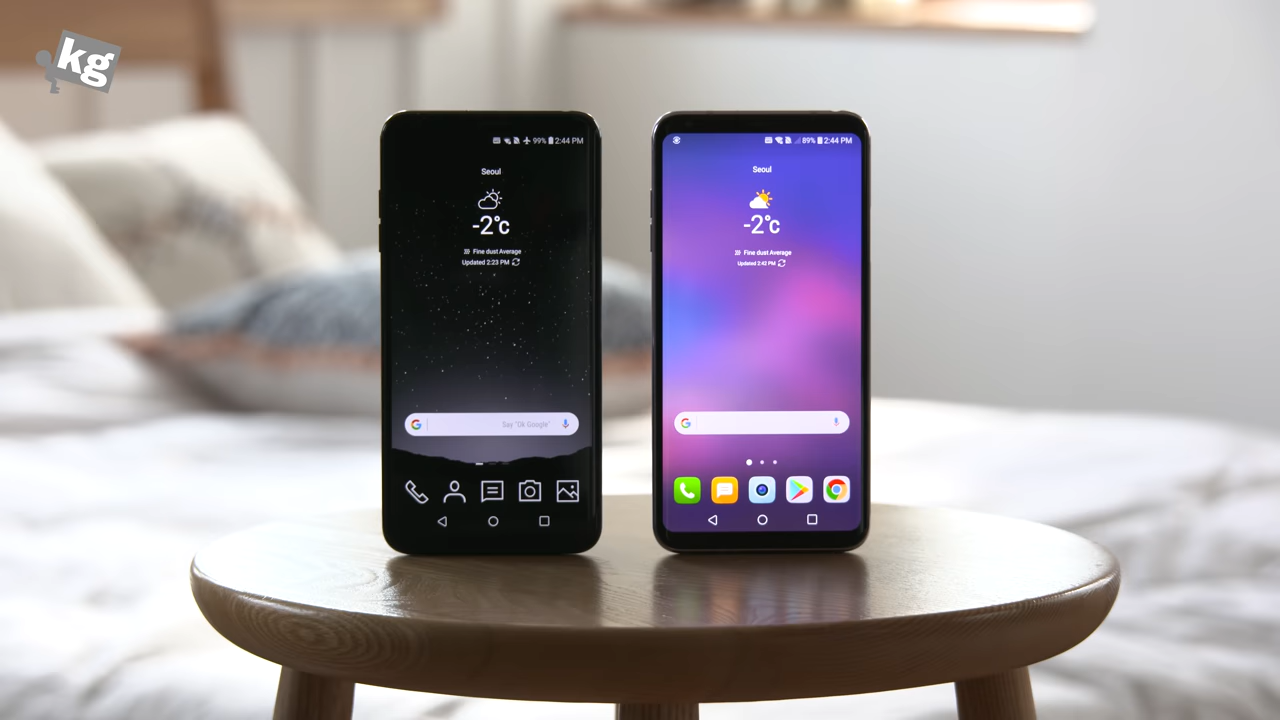 kg
99% 2:44 PM
Seoul
-2°c
Fine dust Average
Updated 2:23 PM
G Say "Ok Google"
89% 2:44 PM
Seoul
-2°c
Fine dust Average
Updated 2:42 PM
G